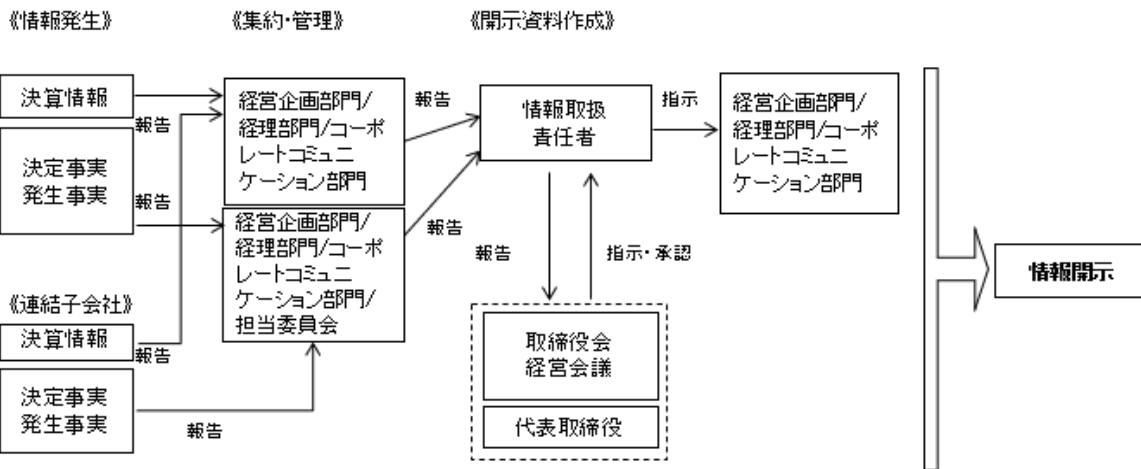 《情報発生》
《集約・管理》
《開示資料作成》
決算情報
報告
決定事実
発生事実
報告
《連結子会社》
決算情報
報告
決定事実
発生事実
報告
経営企画部門/
経理部門/コーポ
レートコミュニ
ケーション部門
報告
経営企画部門/
経理部門/コーポ
レートコミュニ
ケーション部門/
担当委員会
報告
情報取扱
責任者
指示
報告
指示・承認
取締役会
経営会議
代表取締役
経営企画部門/
経理部門/コーポ
レートコミュニ
ケーション部門
情報開示